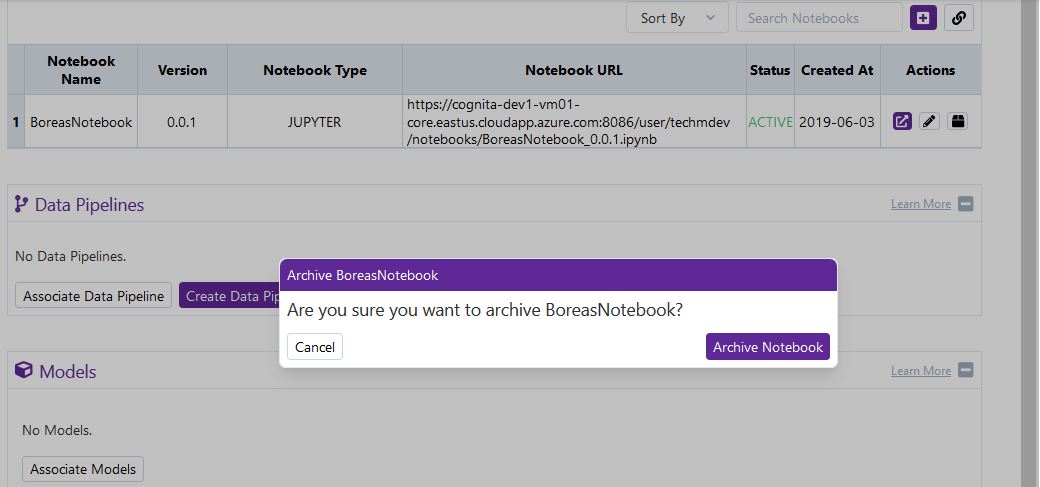 Sort By
Search Notebooks
Notebook Name
Version
Notebook Type
Notebook URL
Status
Created At
Actions
1
BoreasNotebook
0.0.1
JUPYTER
https://cognita-dev1-vm01-
core.eastus.cloudapp.azure.com:8086/user/techmdev
/notebooks/BoreasNotebook_0.0.1.ipynb
ACTIVE
2019-06-03
Data Pipelines
Learn More
No Data Pipelines.
Associate Data Pipeline
Create Data Pip
Archive BoreasNotebook
Are you sure you want to archive BoreasNotebook?
Cancel
Archive Notebook
Models
Learn More
No Models.
Associate Models